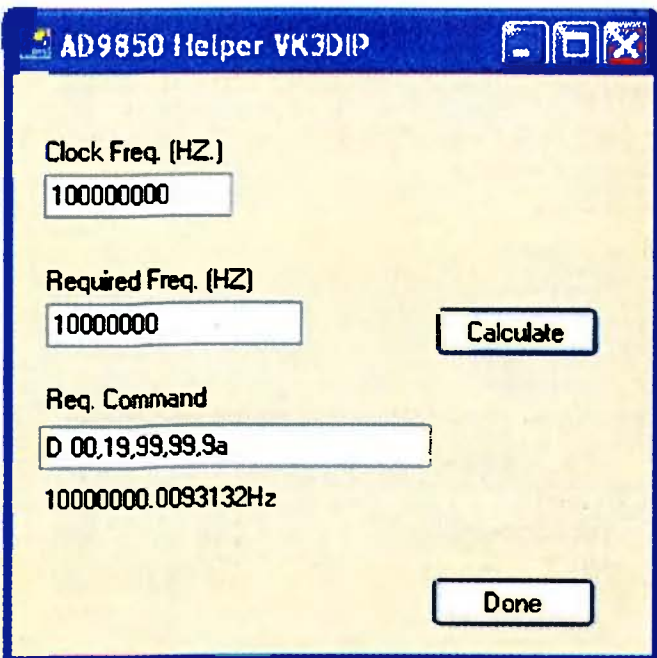 AD9850 Helper VK3DIP
Clock Freq. (HZ.)
100000000
Required Freq. (HZ)
10000000
Calculate
Req. Command
D 00,19,99,99,9a
10000000.0093132Hz
Done